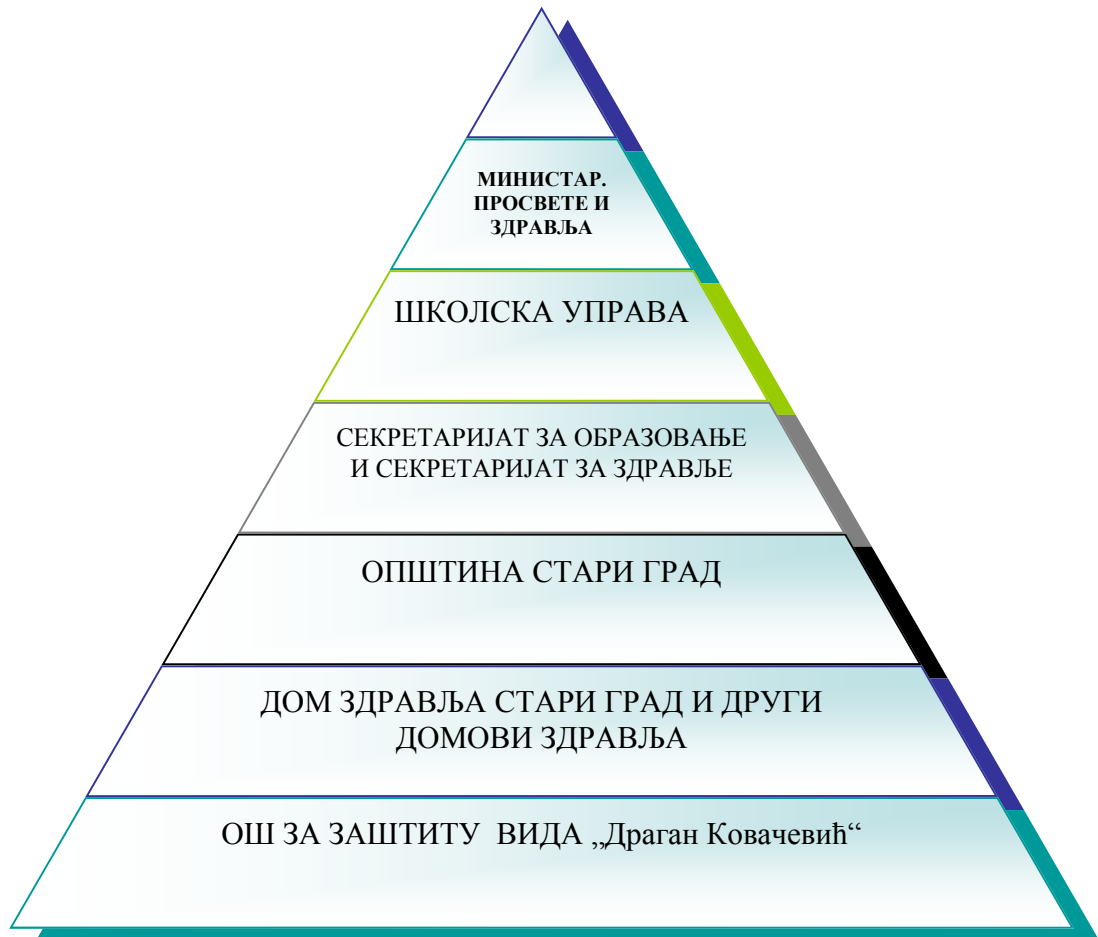 МИНИСТАР.
ПРОСВЕТЕ И
ЗДРАВЉА
ШКОЛСКА УПРАВА
СЕКРЕТАРИЈАТ ЗА ОБРАЗОВАЊЕ
И СЕКРЕТАРИЈАТ ЗА ЗДРАВЉЕ
ОПШТИНА СТАРИ ГРАД
ДОМ ЗДРАВЉА СТАРИ ГРАД И ДРУГИ
ДОМОВИ ЗДРАВЉА
ОШ ЗА ЗАШТИТУ  ВИДА „Драган Ковачевић“